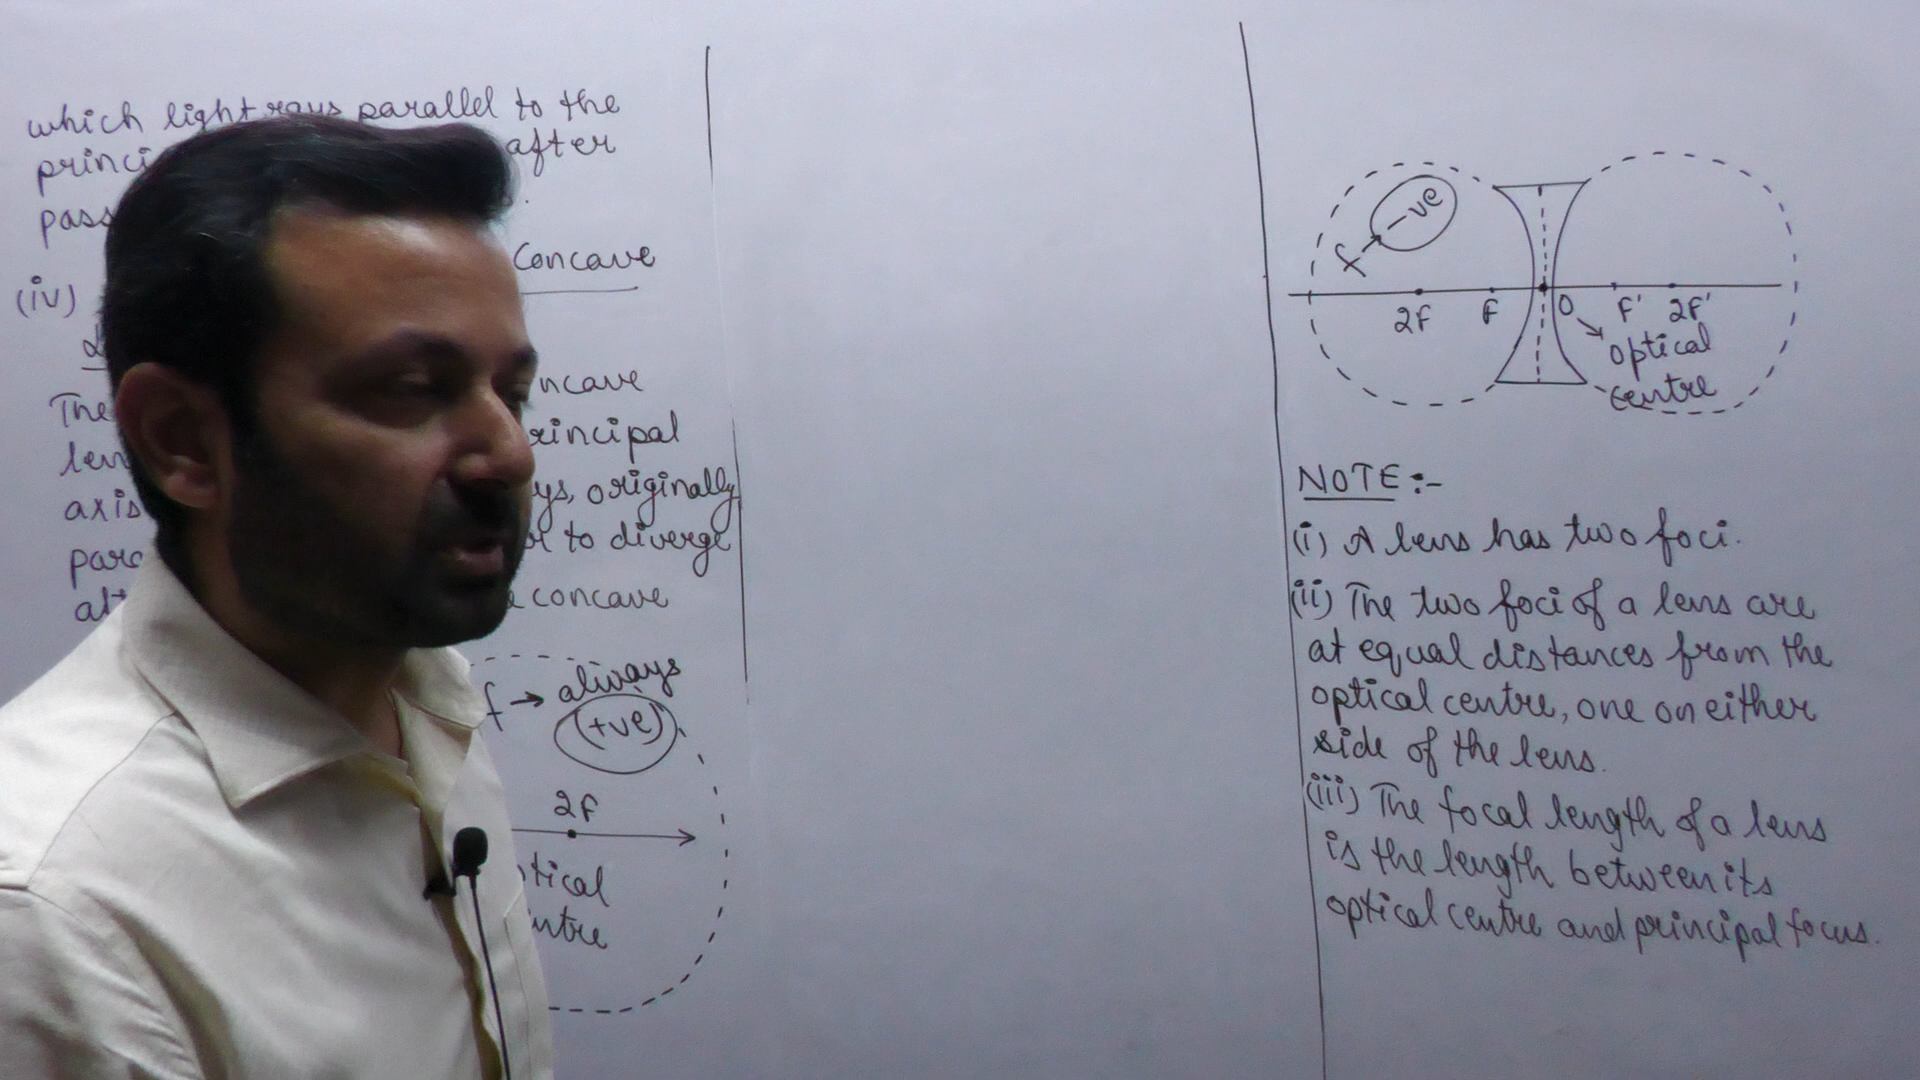 which light rays parallel to the
princi after
pass
(iv) Concave
The ncave
len rincipal
axis ys, originally
para r to diverge
aft concave
f → always
(+ve)
2F
tical
ntre
f → -ve
2F F O F' 2F'
optical
centre
NOTE :-
(i) A lens has two foci.
(ii) The two foci of a lens are
at equal distances from the
optical centre, one on either
side of the lens.
(iii) The focal length of a lens
is the length between its
optical centre and principal focus.